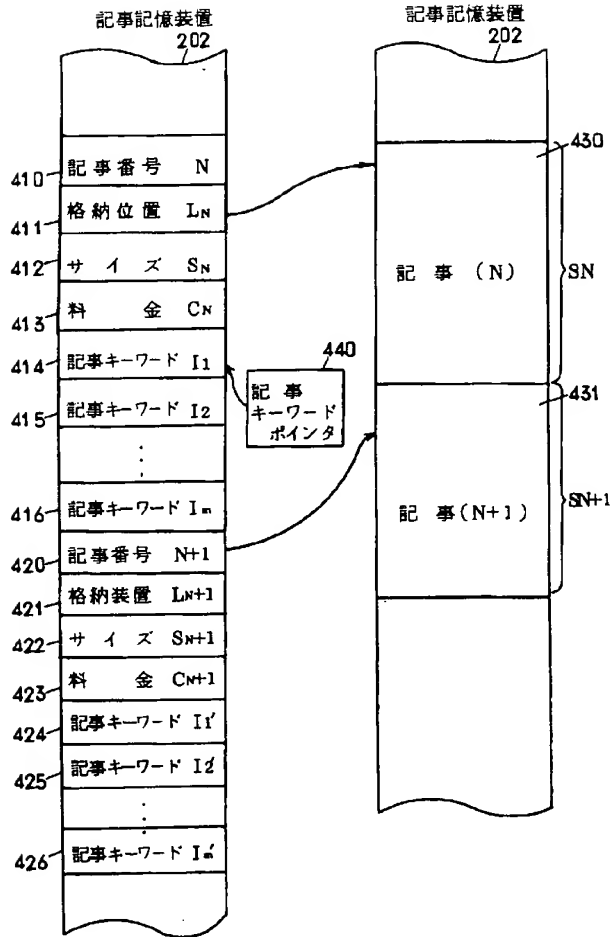 記事記憶装置
202
410 記事番号 N
411 格納位置 LN
412 サイズ SN
413 料金 CN
414 記事キーワード I1
415 記事キーワード I2
⋮
416 記事キーワード Im
420 記事番号 N+1
421 格納装置 LN+1
422 サイズ SN+1
423 料金 CN+1
424 記事キーワード I1'
425 記事キーワード I2'
⋮
426 記事キーワード Im'
440
記事
キーワード
ポインタ
記事記憶装置
202
430
記事(N)
SN
431
記事(N+1)
SN+1